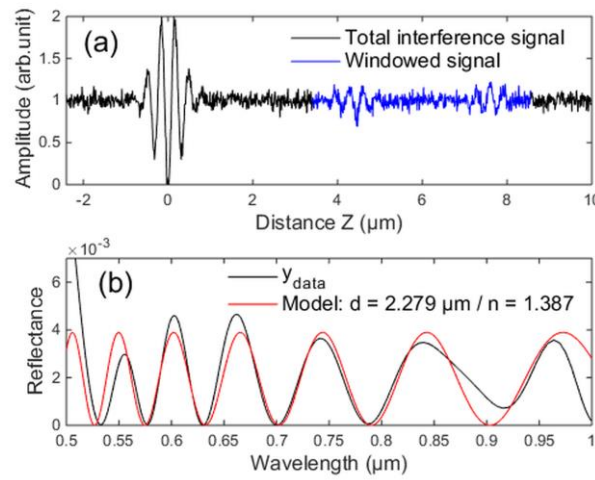 (a)
Total interference signal
Windowed signal
Amplitude (arb.unit)
2
1.5
1
0.5
0
-2 0 2 4 6 8 10
Distance Z (μm)
× 10⁻³
(b)
y_data
Model: d = 2.279 μm / n = 1.387
Reflectance
6
4
2
0
0.5 0.55 0.6 0.65 0.7 0.75 0.8 0.85 0.9 0.95 1
Wavelength (μm)